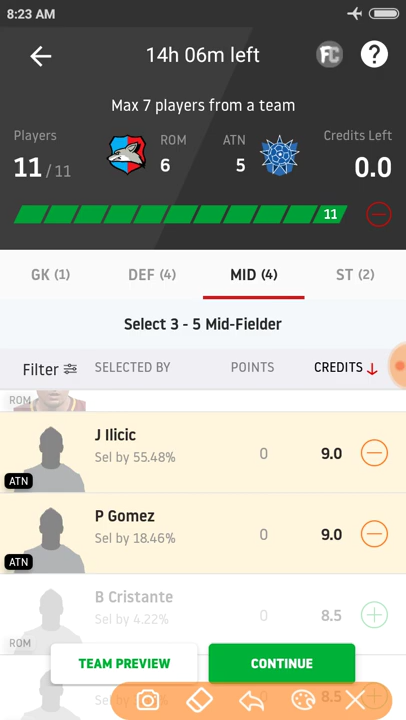 8:23 AM
14h 06m left
FC ?
Max 7 players from a team
Players
ROM
ATN
Credits Left
11 / 11
6
5
0.0
11
GK (1)
DEF (4)
MID (4)
ST (2)
Select 3 - 5 Mid-Fielder
Filter
SELECTED BY
POINTS
CREDITS
ROM
J Ilicic
Sel by 55.48%
0
9.0
ATN
P Gomez
Sel by 18.46%
0
9.0
ATN
B Cristante
Sel by 4.22%
0
8.5
ROM
TEAM PREVIEW
CONTINUE
8.5